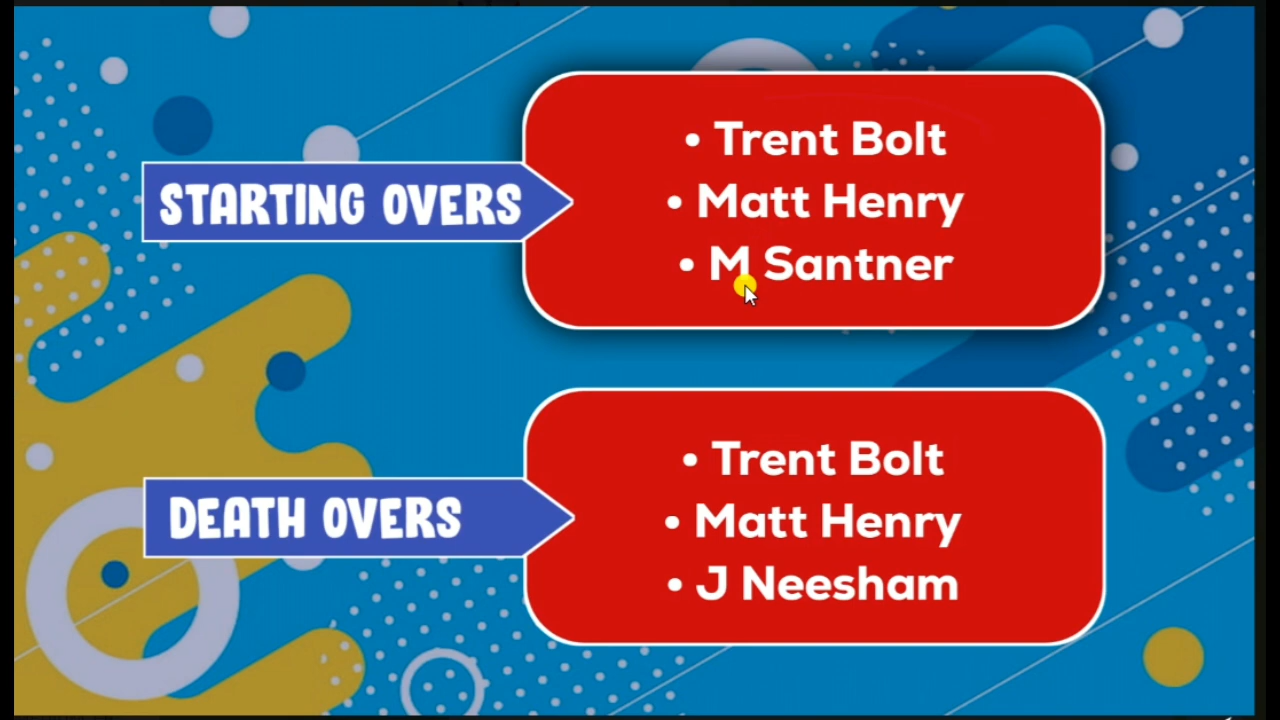 STARTING OVERS
• Trent Bolt
• Matt Henry
• M Santner
DEATH OVERS
• Trent Bolt
• Matt Henry
• J Neesham